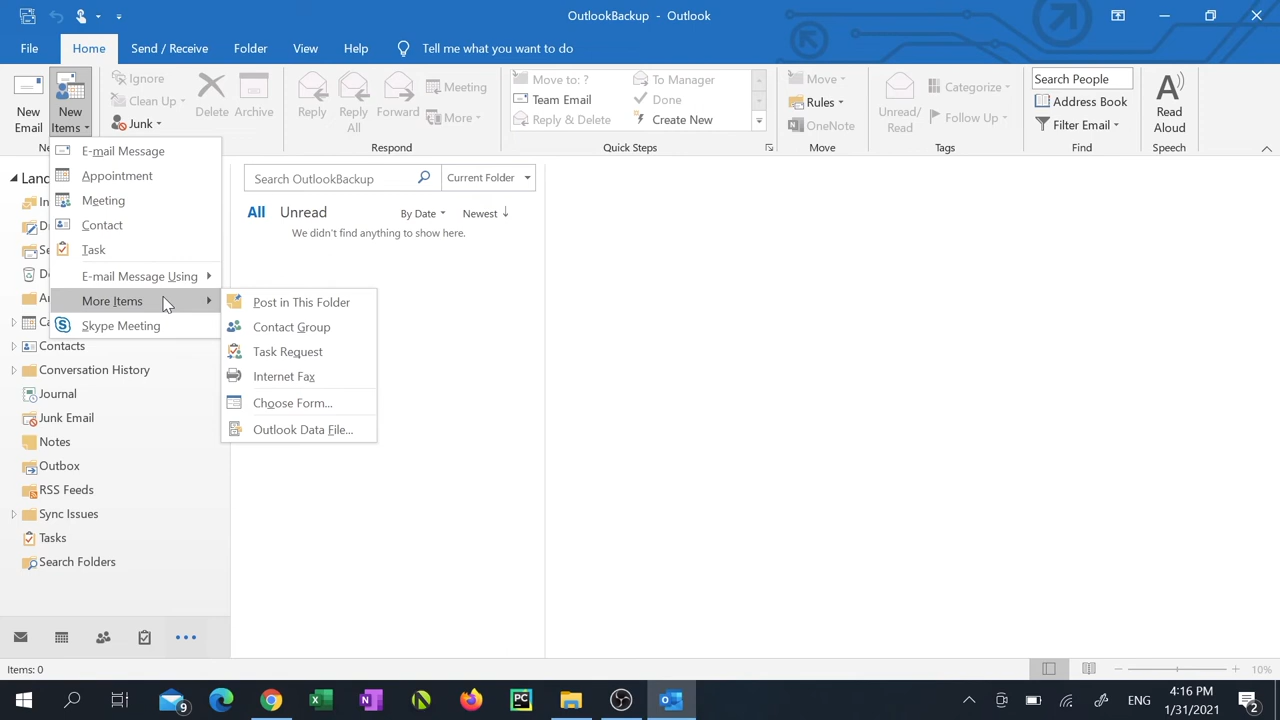 OutlookBackup - Outlook
File Home Send / Receive Folder View Help Tell me what you want to do
New Email
New Items
Ignore
Clean Up
Junk
Delete
Archive
Reply
Reply All
Forward
Meeting
More
Respond
Move to: ?
Team Email
Reply & Delete
To Manager
Done
Create New
Quick Steps
Move
Rules
OneNote
Move
Unread/ Read
Categorize
Follow Up
Tags
Search People
Address Book
Filter Email
Find
Read Aloud
Speech
E-mail Message
Appointment
Meeting
Contact
Task
E-mail Message Using
More Items
Skype Meeting
Post in This Folder
Contact Group
Task Request
Internet Fax
Choose Form...
Outlook Data File...
Contacts
Conversation History
Journal
Junk Email
Notes
Outbox
RSS Feeds
Sync Issues
Tasks
Search Folders
Search OutlookBackup
Current Folder
All Unread By Date Newest
We didn't find anything to show here.
Items: 0
10%
9
PC
ENG
4:16 PM
1/31/2021
2